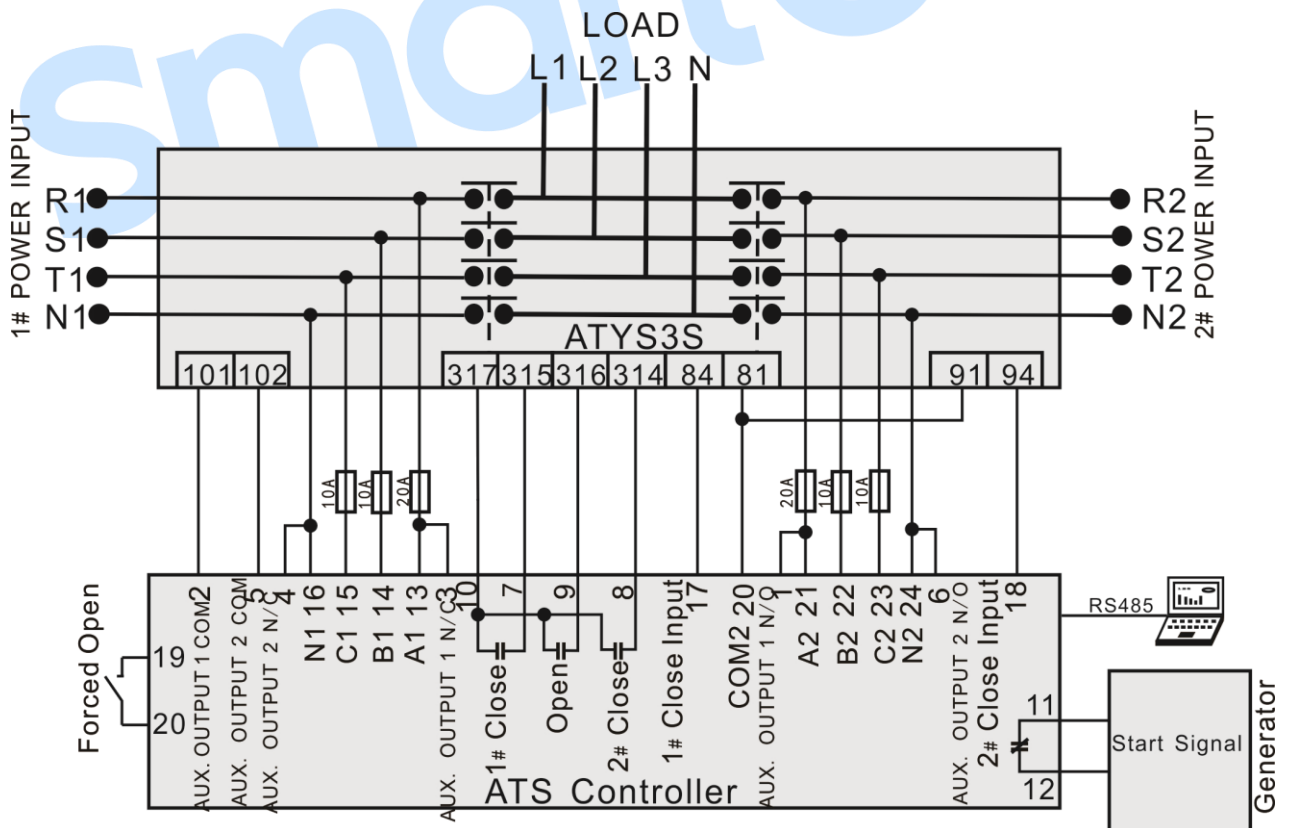 smart
LOAD
L1 L2 L3 N
1# POWER INPUT
R1
S1
T1
N1
R2
S2
T2
N2
2# POWER INPUT
ATYS3S
101 102
317 315 316 314 84 81
91 94
10A
10A
20A
20A
10A
10A
Forced Open
19
20
2
AUX. OUTPUT 1 COM
5
AUX. OUTPUT 2 COM
4
AUX. OUTPUT 2 N/C
N1 16
C1 15
B1 14
A1 13
3
AUX. OUTPUT 1 N/C
10
7
1# Close
9
Open
8
2# Close
17
1# Close Input
COM2 20
1
AUX. OUTPUT 1 N/O
A2 21
B2 22
C2 23
N2 24
6
AUX. OUTPUT 2 N/O
18
2# Close Input
11
12
ATS Controller
RS485
Start Signal
Generator